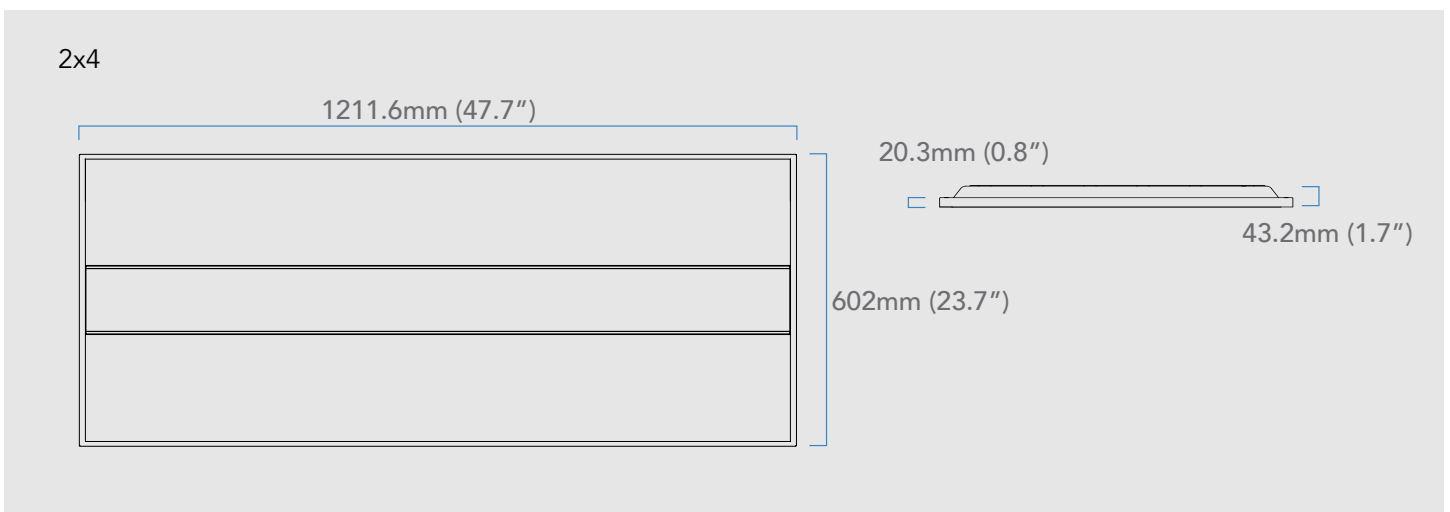 2x4
1211.6mm (47.7″)
20.3mm (0.8″)
43.2mm (1.7″)
602mm (23.7″)